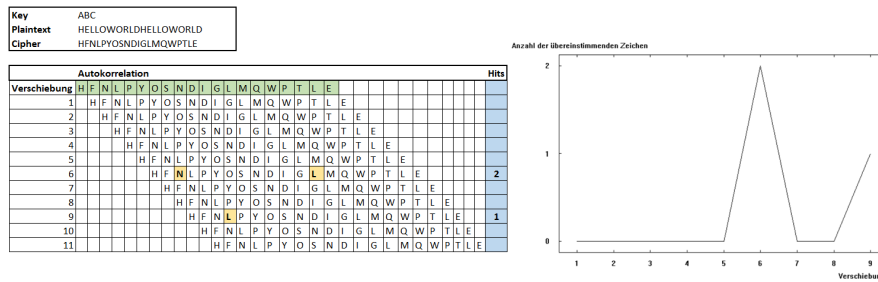 Key ABC
Plaintext HELLOWORLDHELLOWORLD
Cipher HFNLPYOSNDIGLMQWPTLE
Autokorrelation Hits
Verschiebung H F N L P Y O S N D I G L M Q W P T L E
1 H F N L P Y O S N D I G L M Q W P T L E
2 H F N L P Y O S N D I G L M Q W P T L E
3 H F N L P Y O S N D I G L M Q W P T L E
4 H F N L P Y O S N D I G L M Q W P T L E
5 H F N L P Y O S N D I G L M Q W P T L E
6 H F N L P Y O S N D I G L M Q W P T L E 2
7 H F N L P Y O S N D I G L M Q W P T L E
8 H F N L P Y O S N D I G L M Q W P T L E
9 H F N L P Y O S N D I G L M Q W P T L E 1
10 H F N L P Y O S N D I G L M Q W P T L E
11 H F N L P Y O S N D I G L M Q W P T L E
Anzahl der übereinstimmenden Zeichen
2
1
0
1 2 3 4 5 6 7 8 9
Verschiebu